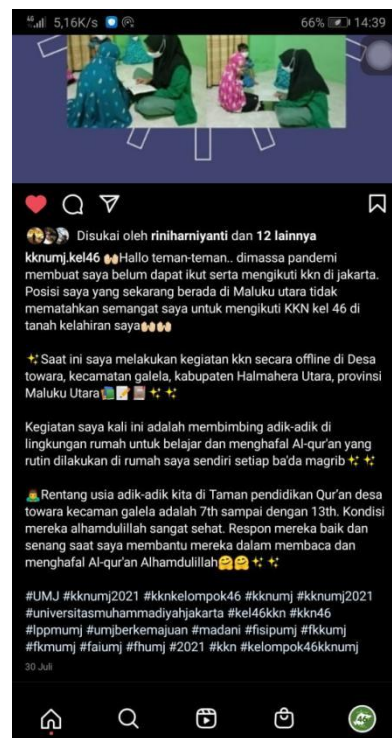 5,16K/s 66% 14:39
Disukai oleh riniharniyanti dan 12 lainnya
kknumj.kel46 🙌🏻Hallo teman-teman.. dimassa pandemi
membuat saya belum dapat ikut serta mengikuti kkn di jakarta.
Posisi saya yang sekarang berada di Maluku utara tidak
mematahkan semangat saya untuk mengikuti KKN kel 46 di
tanah kelahiran saya🙌🏻🙌🏻
✨Saat ini saya melakukan kegiatan kkn secara offline di Desa
towara, kecamatan galela, kabupaten Halmahera Utara, provinsi
Maluku Utara📚📝📔✨✨
Kegiatan saya kali ini adalah membimbing adik-adik di
lingkungan rumah untuk belajar dan menghafal Al-qur'an yang
rutin dilakukan di rumah saya sendiri setiap ba'da magrib✨✨
🙇Rentang usia adik-adik kita di Taman pendidikan Qur'an desa
towara kecaman galela adalah 7th sampai dengan 13th. Kondisi
mereka alhamdulillah sangat sehat. Respon mereka baik dan
senang saat saya membantu mereka dalam membaca dan
menghafal Al-qur'an Alhamdulillah🤗🤗✨✨
#UMJ #kknumj2021 #kknkelompok46 #kknumj #kknumj2021
#universitasmuhammadiyahjakarta #kel46kkn #kkn46
#lppmumj #umjberkemajuan #madani #fisipumj #fkkumj
#fkmumj #faiumj #fhumj #2021 #kkn #kelompok46kknumj
30 Juli